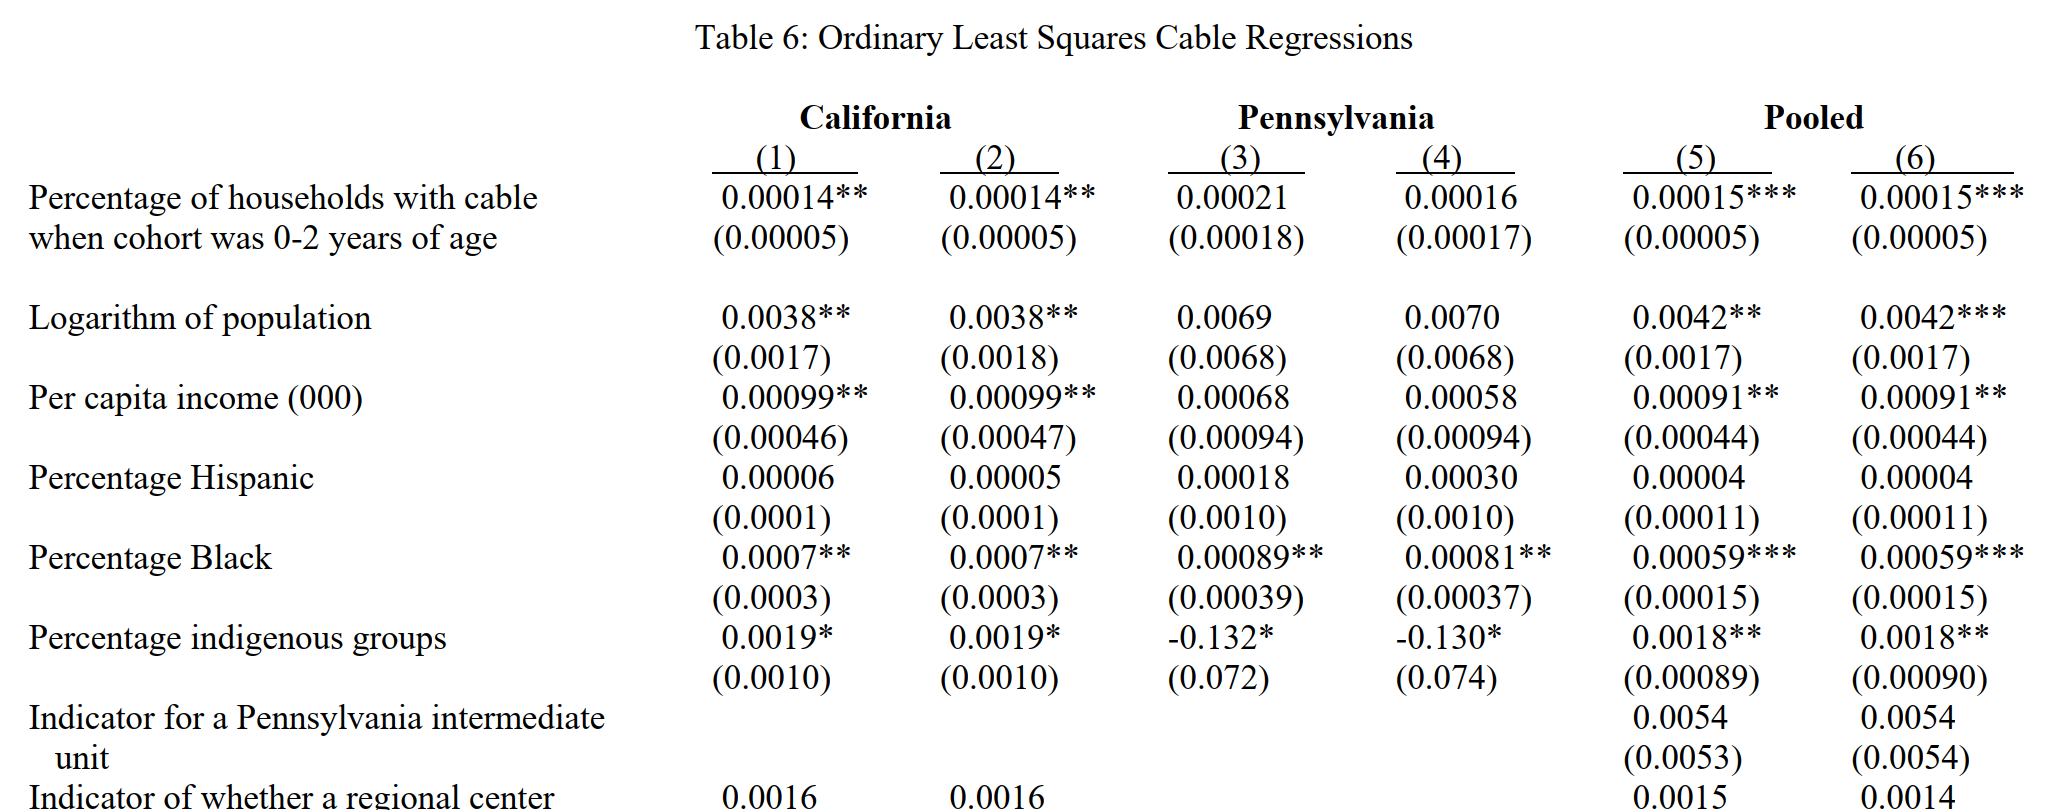 Table 6: Ordinary Least Squares Cable Regressions
California Pennsylvania Pooled
(1) (2) (3) (4) (5) (6)
Percentage of households with cable 0.00014** 0.00014** 0.00021 0.00016 0.00015*** 0.00015***
when cohort was 0-2 years of age (0.00005) (0.00005) (0.00018) (0.00017) (0.00005) (0.00005)
Logarithm of population 0.0038** 0.0038** 0.0069 0.0070 0.0042** 0.0042***
(0.0017) (0.0018) (0.0068) (0.0068) (0.0017) (0.0017)
Per capita income (000) 0.00099** 0.00099** 0.00068 0.00058 0.00091** 0.00091**
(0.00046) (0.00047) (0.00094) (0.00094) (0.00044) (0.00044)
Percentage Hispanic 0.00006 0.00005 0.00018 0.00030 0.00004 0.00004
(0.0001) (0.0001) (0.0010) (0.0010) (0.00011) (0.00011)
Percentage Black 0.0007** 0.0007** 0.00089** 0.00081** 0.00059*** 0.00059***
(0.0003) (0.0003) (0.00039) (0.00037) (0.00015) (0.00015)
Percentage indigenous groups 0.0019* 0.0019* -0.132* -0.130* 0.0018** 0.0018**
(0.0010) (0.0010) (0.072) (0.074) (0.00089) (0.00090)
Indicator for a Pennsylvania intermediate 0.0054 0.0054
unit (0.0053) (0.0054)
Indicator of whether a regional center 0.0016 0.0016 0.0015 0.0014